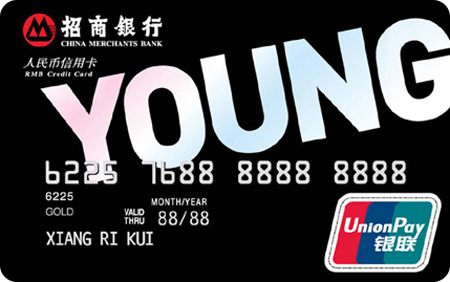 招商银行
CHINA MERCHANTS BANK
人民币信用卡
RMB Credit Card
YOUNG
6225 7688 8888 8888
6225
MONTH/YEAR
GOLD
VALID THRU 88/88
XIANG RI KUI
UnionPay
银联